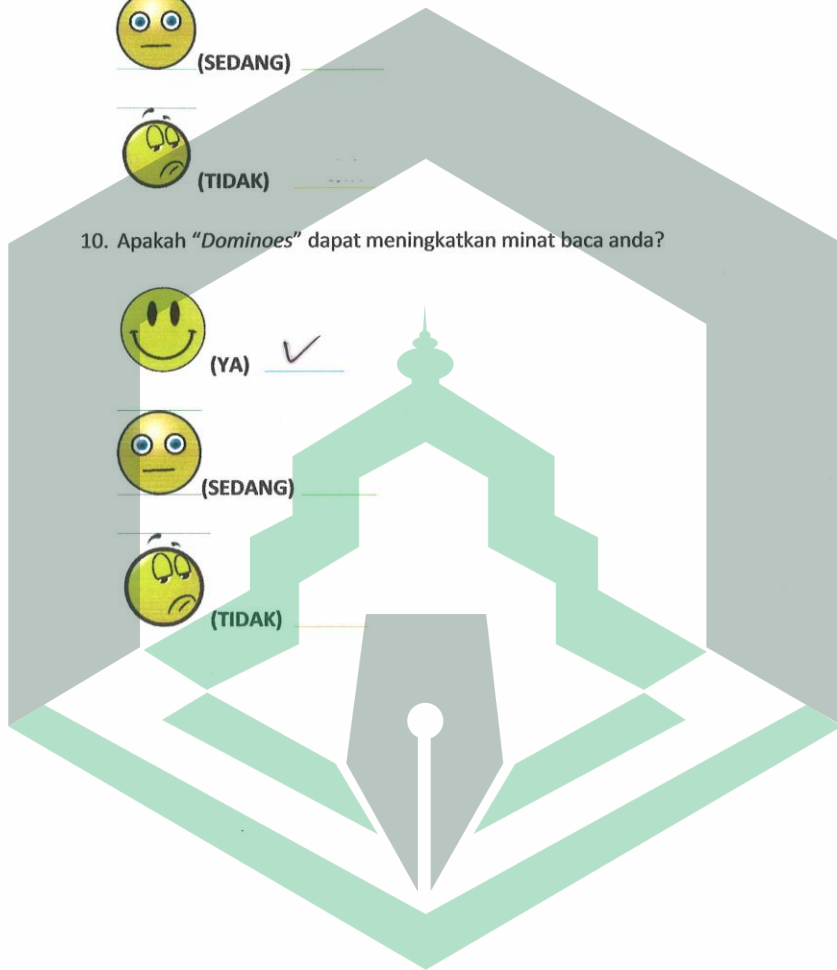 (SEDANG)
(TIDAK)
10. Apakah “Dominoes” dapat meningkatkan minat baca anda?
(YA) ✓
(SEDANG)
(TIDAK)